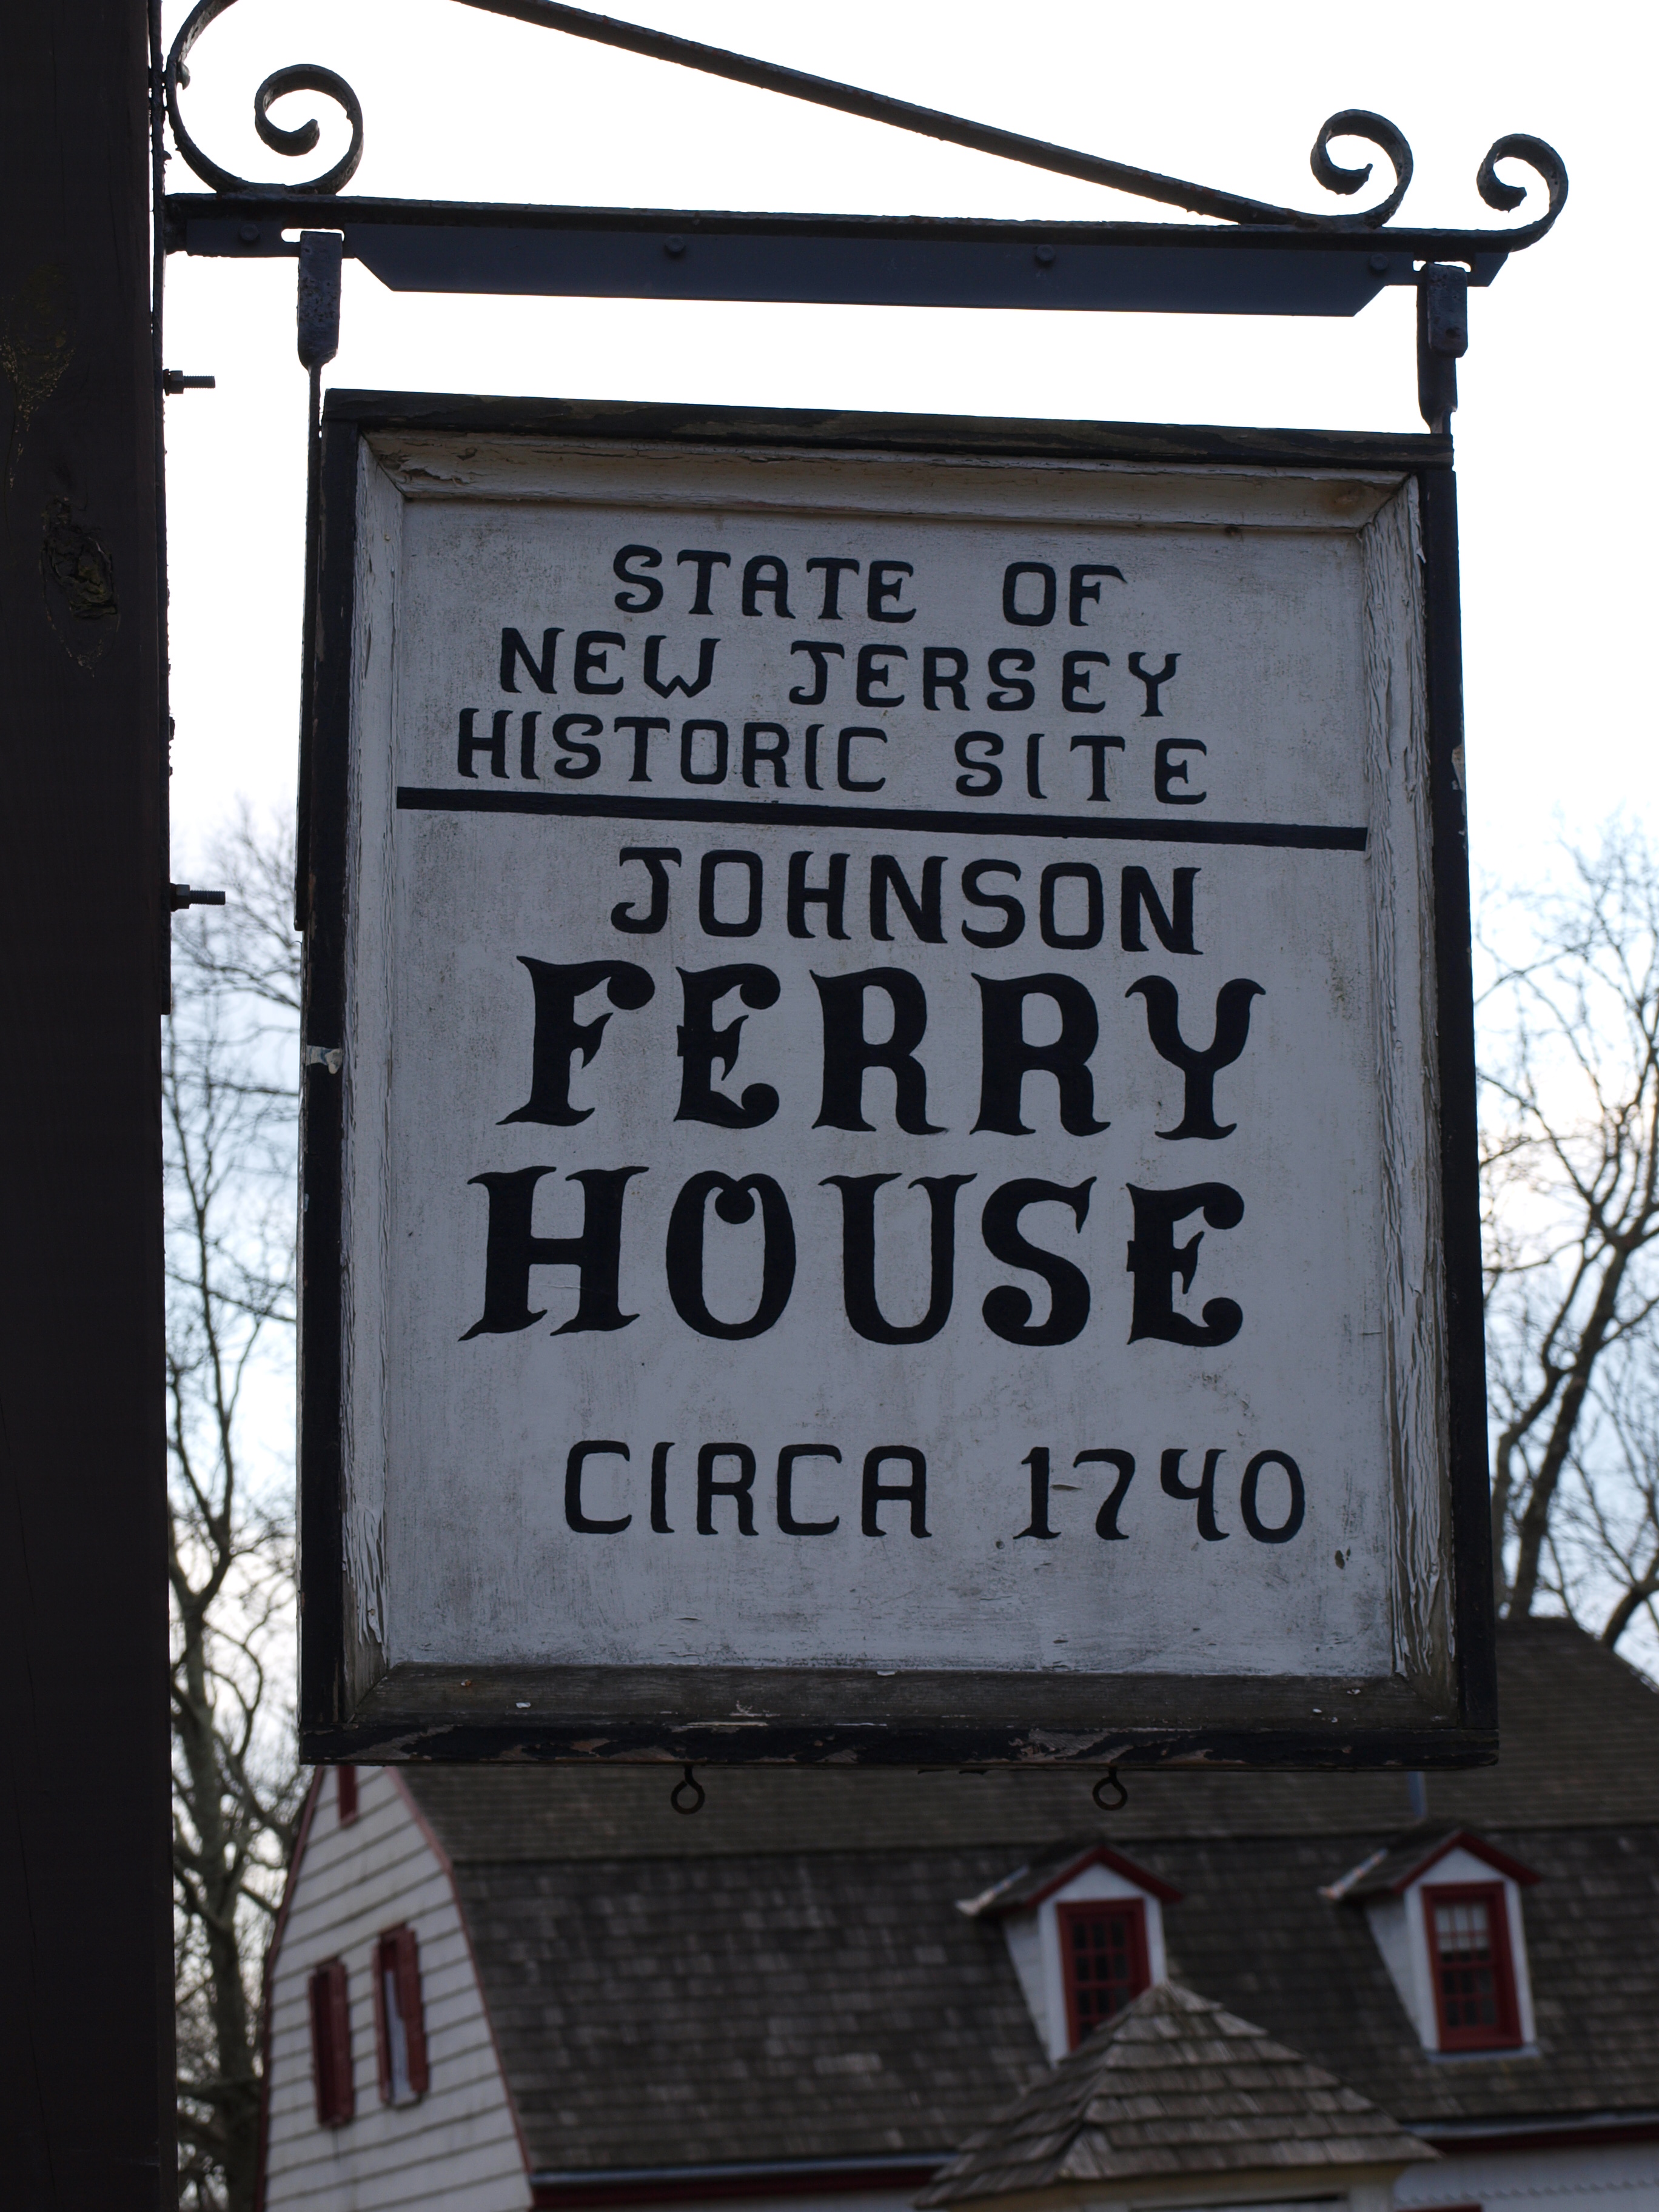 STATE OF
NEW JERSEY
HISTORIC SITE
JOHNSON
FERRY
HOUSE
CIRCA 1740